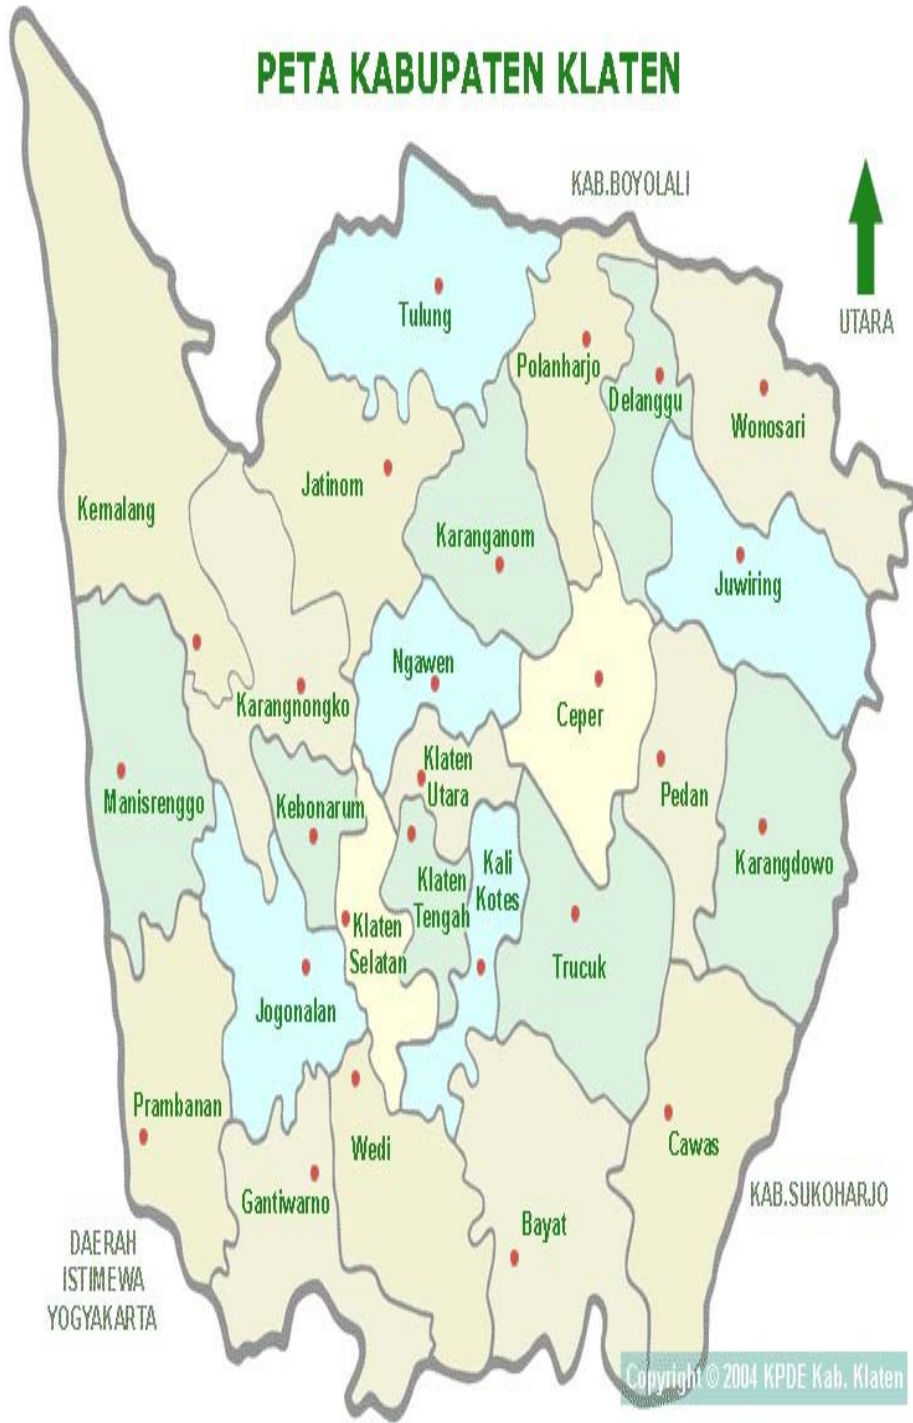 PETA KABUPATEN KLATEN
KAB.BOYOLALI
UTARA
Tulung
Polanharjo
Delanggu
Wonosari
Jatinom
Kemalang
Karanganom
Juwiring
Ngawen
Karangnongko
Ceper
Klaten
Utara
Manisrenggo
Kebonarum
Pedan
Karangdowo
Kali
Kotes
Klaten
Tengah
Klaten
Selatan
Trucuk
Jogonalan
Prambanan
Wedi
Cawas
Gantiwarno
Bayat
KAB.SUKOHARJO
DAERAH
ISTIMEWA
YOGYAKARTA
Copyright © 2004 KPDE Kab. Klaten